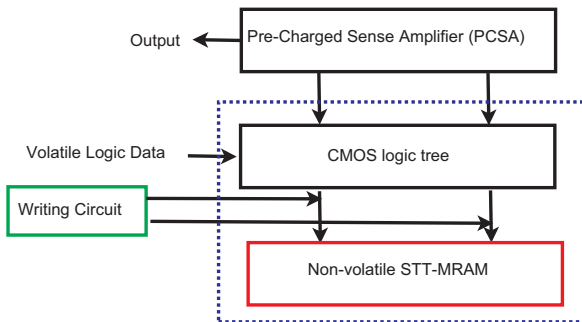 Output
Pre-Charged Sense Amplifier (PCSA)
Volatile Logic Data
CMOS logic tree
Writing Circuit
Non-volatile STT-MRAM